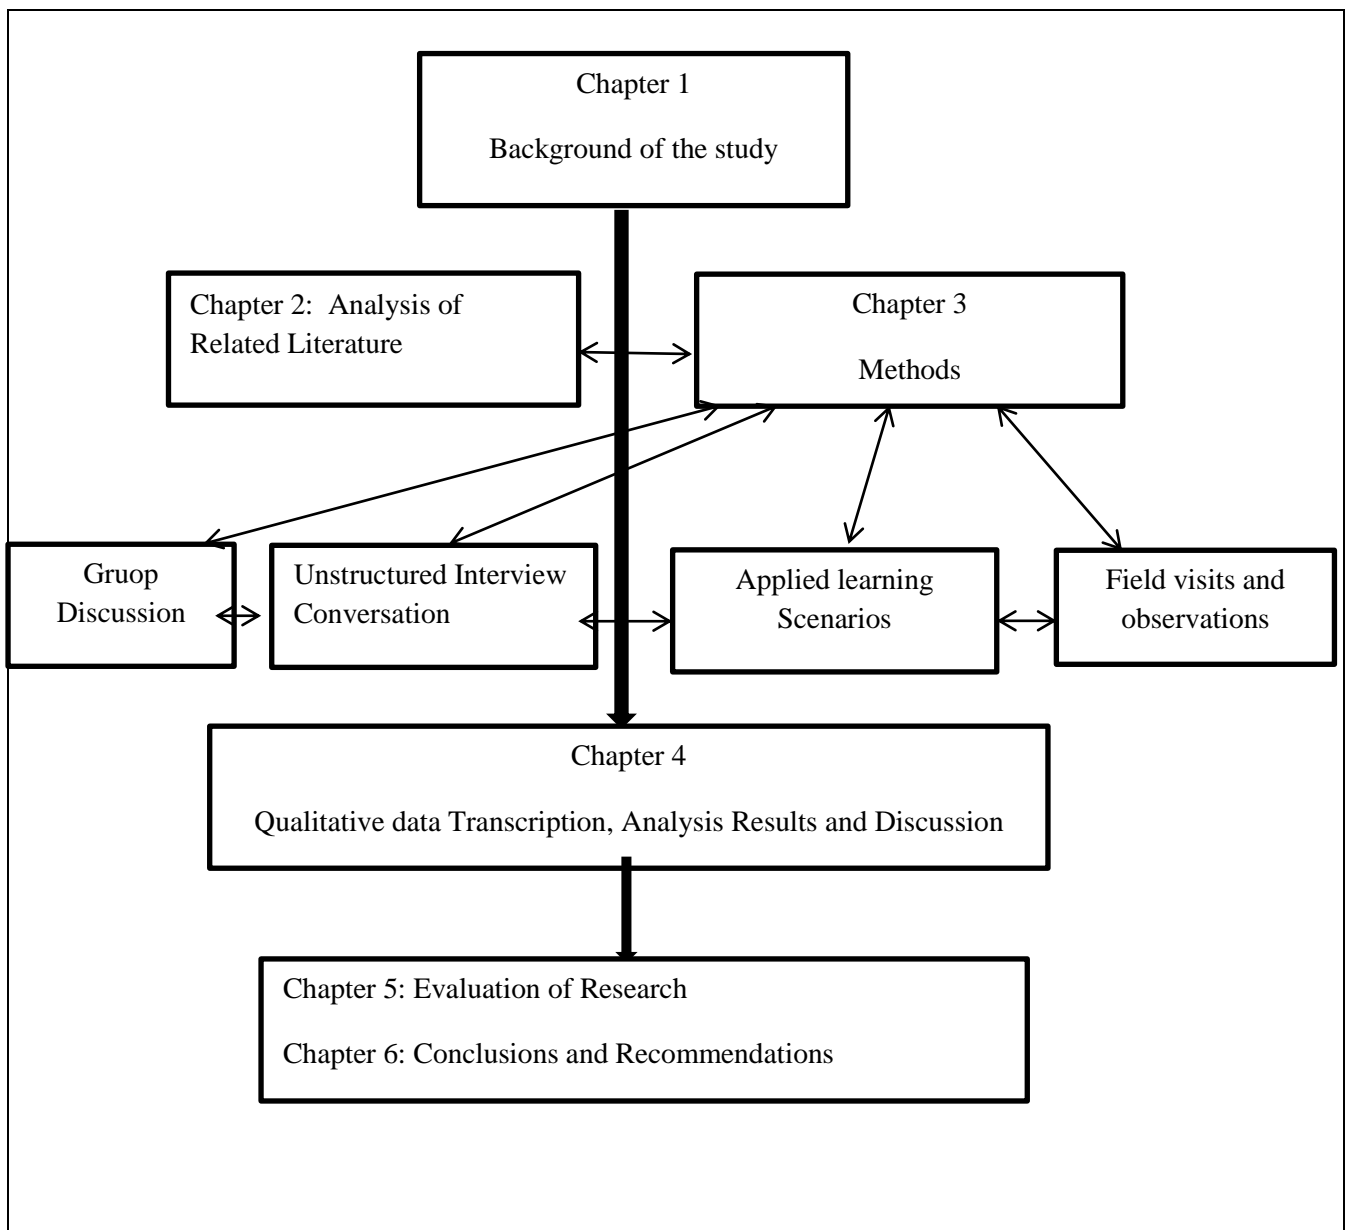 Chapter 1
Background of the study
Chapter 2:  Analysis of
Related Literature
Chapter 3
Methods
Gruop
Discussion
Unstructured Interview
Conversation
Applied learning
Scenarios
Field visits and
observations
Chapter 4
Qualitative data Transcription, Analysis Results and Discussion
Chapter 5: Evaluation of Research
Chapter 6: Conclusions and Recommendations